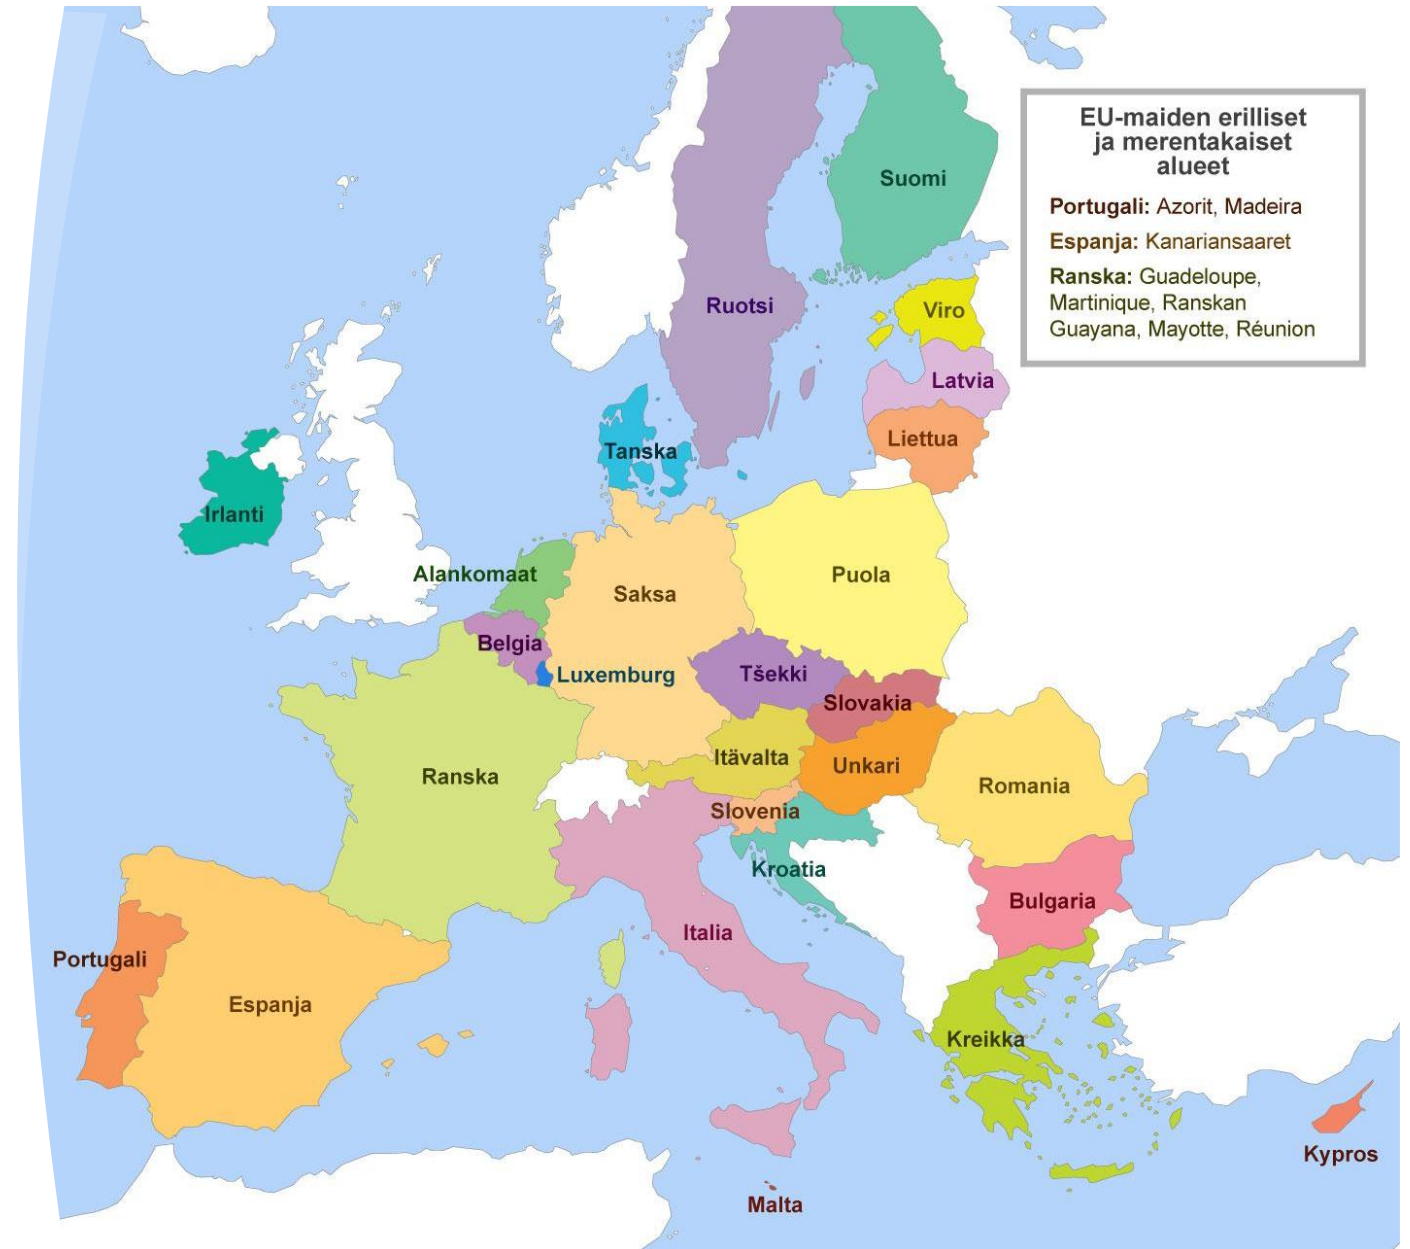 EU-maiden erilliset
ja merentakaiset
alueet
Portugali: Azorit, Madeira
Espanja: Kanariansaaret
Ranska: Guadeloupe,
Martinique, Ranskan
Guayana, Mayotte, Réunion
Suomi
Ruotsi
Viro
Latvia
Liettua
Tanska
Irlanti
Alankomaat
Puola
Saksa
Belgia
Luxemburg
Tšekki
Slovakia
Itävalta
Unkari
Ranska
Romania
Slovenia
Kroatia
Bulgaria
Italia
Portugali
Espanja
Kreikka
Kypros
Malta